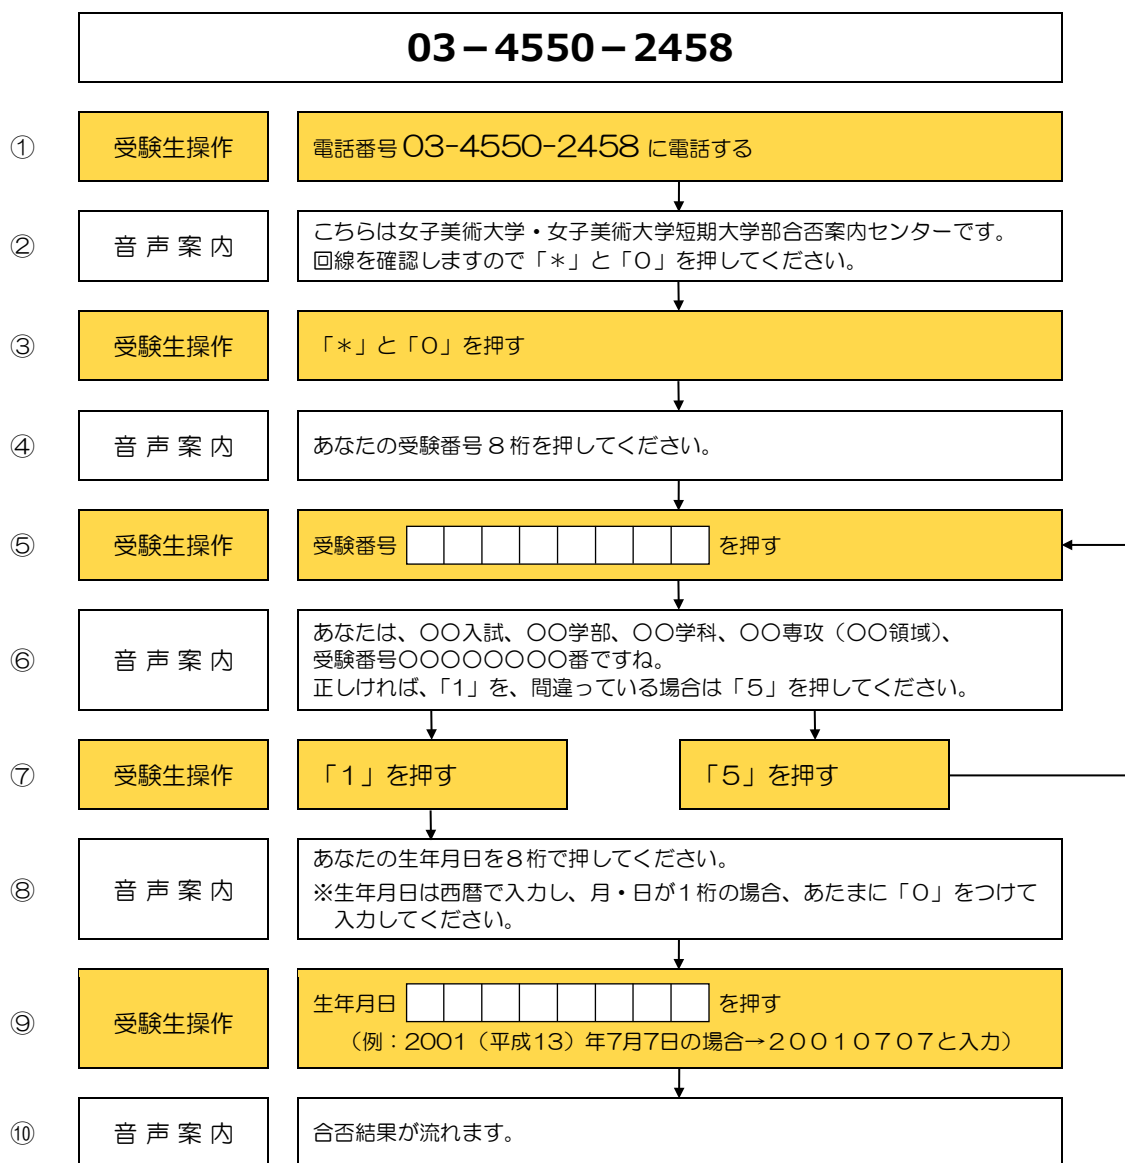 03－4550－2458
① 受験生操作 電話番号 03-4550-2458 に電話する
② 音 声 案 内 こちらは女子美術大学・女子美術大学短期大学部合否案内センターです。
回線を確認しますので「＊」と「０」を押してください。
③ 受験生操作 「＊」と「０」を押す
④ 音 声 案 内 あなたの受験番号８桁を押してください。
⑤ 受験生操作 受験番号 を押す
⑥ 音 声 案 内 あなたは、〇〇入試、〇〇学部、〇〇学科、〇〇専攻（〇〇領域）、
受験番号〇〇〇〇〇〇〇〇番ですね。
正しければ、「１」を、間違っている場合は「５」を押してください。
⑦ 受験生操作 「１」を押す 「５」を押す
⑧ 音 声 案 内 あなたの生年月日を８桁で押してください。
※生年月日は西暦で入力し、月・日が１桁の場合、あたまに「０」をつけて
入力してください。
⑨ 受験生操作 生年月日 を押す
（例：2001（平成13）年7月7日の場合→２００１０７０７と入力）
⑩ 音 声 案 内 合否結果が流れます。